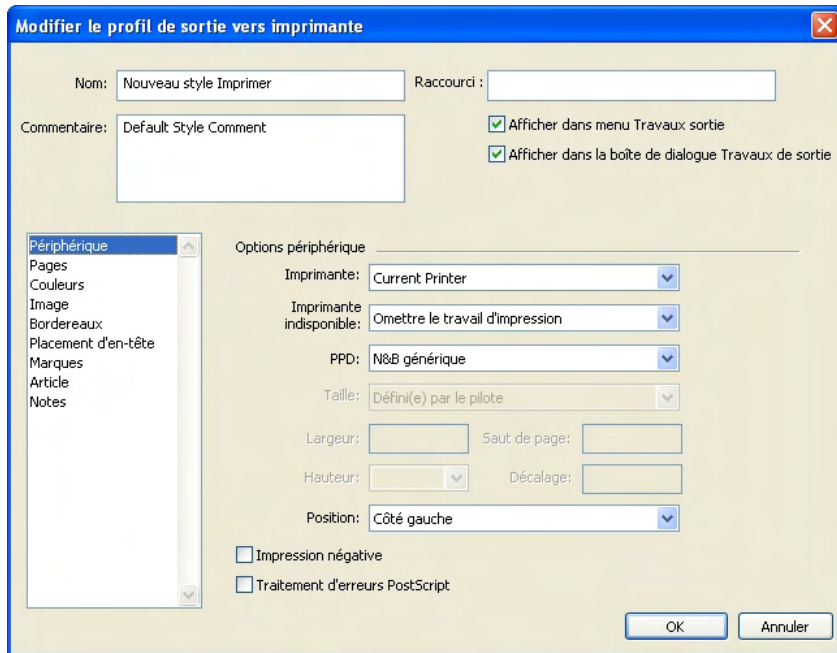 Modifier le profil de sortie vers imprimante
Nom: Nouveau style Imprimer Raccourci :
Commentaire: Default Style Comment
Afficher dans menu Travaux sortie
Afficher dans la boîte de dialogue Travaux de sortie
Périphérique
Pages
Couleurs
Image
Bordereaux
Placement d'en-tête
Marques
Article
Notes
Options périphérique
Imprimante: Current Printer
Imprimante
indisponible: Omettre le travail d'impression
PPD: N&B générique
Taille: Défini(e) par le pilote
Largeur: Saut de page:
Hauteur: Décalage:
Position: Côté gauche
Impression négative
Traitement d'erreurs PostScript
OK Annuler